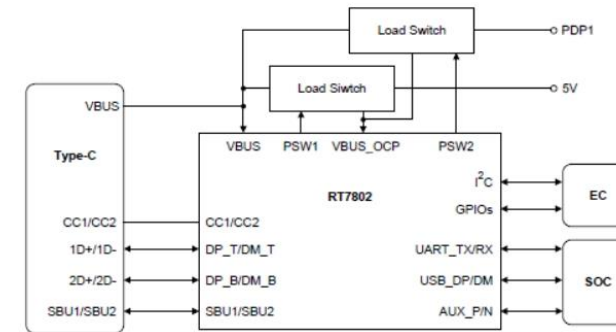 Load Switch
PDP1
Load Siwtch
5V
VBUS
Type-C
CC1/CC2
1D+/1D-
2D+/2D-
SBU1/SBU2
VBUS PSW1 VBUS_OCP PSW2
RT7802
I2C
GPIOs
CC1/CC2
DP_T/DM_T
DP_B/DM_B
SBU1/SBU2
UART_TX/RX
USB_DP/DM
AUX_P/N
EC
SOC